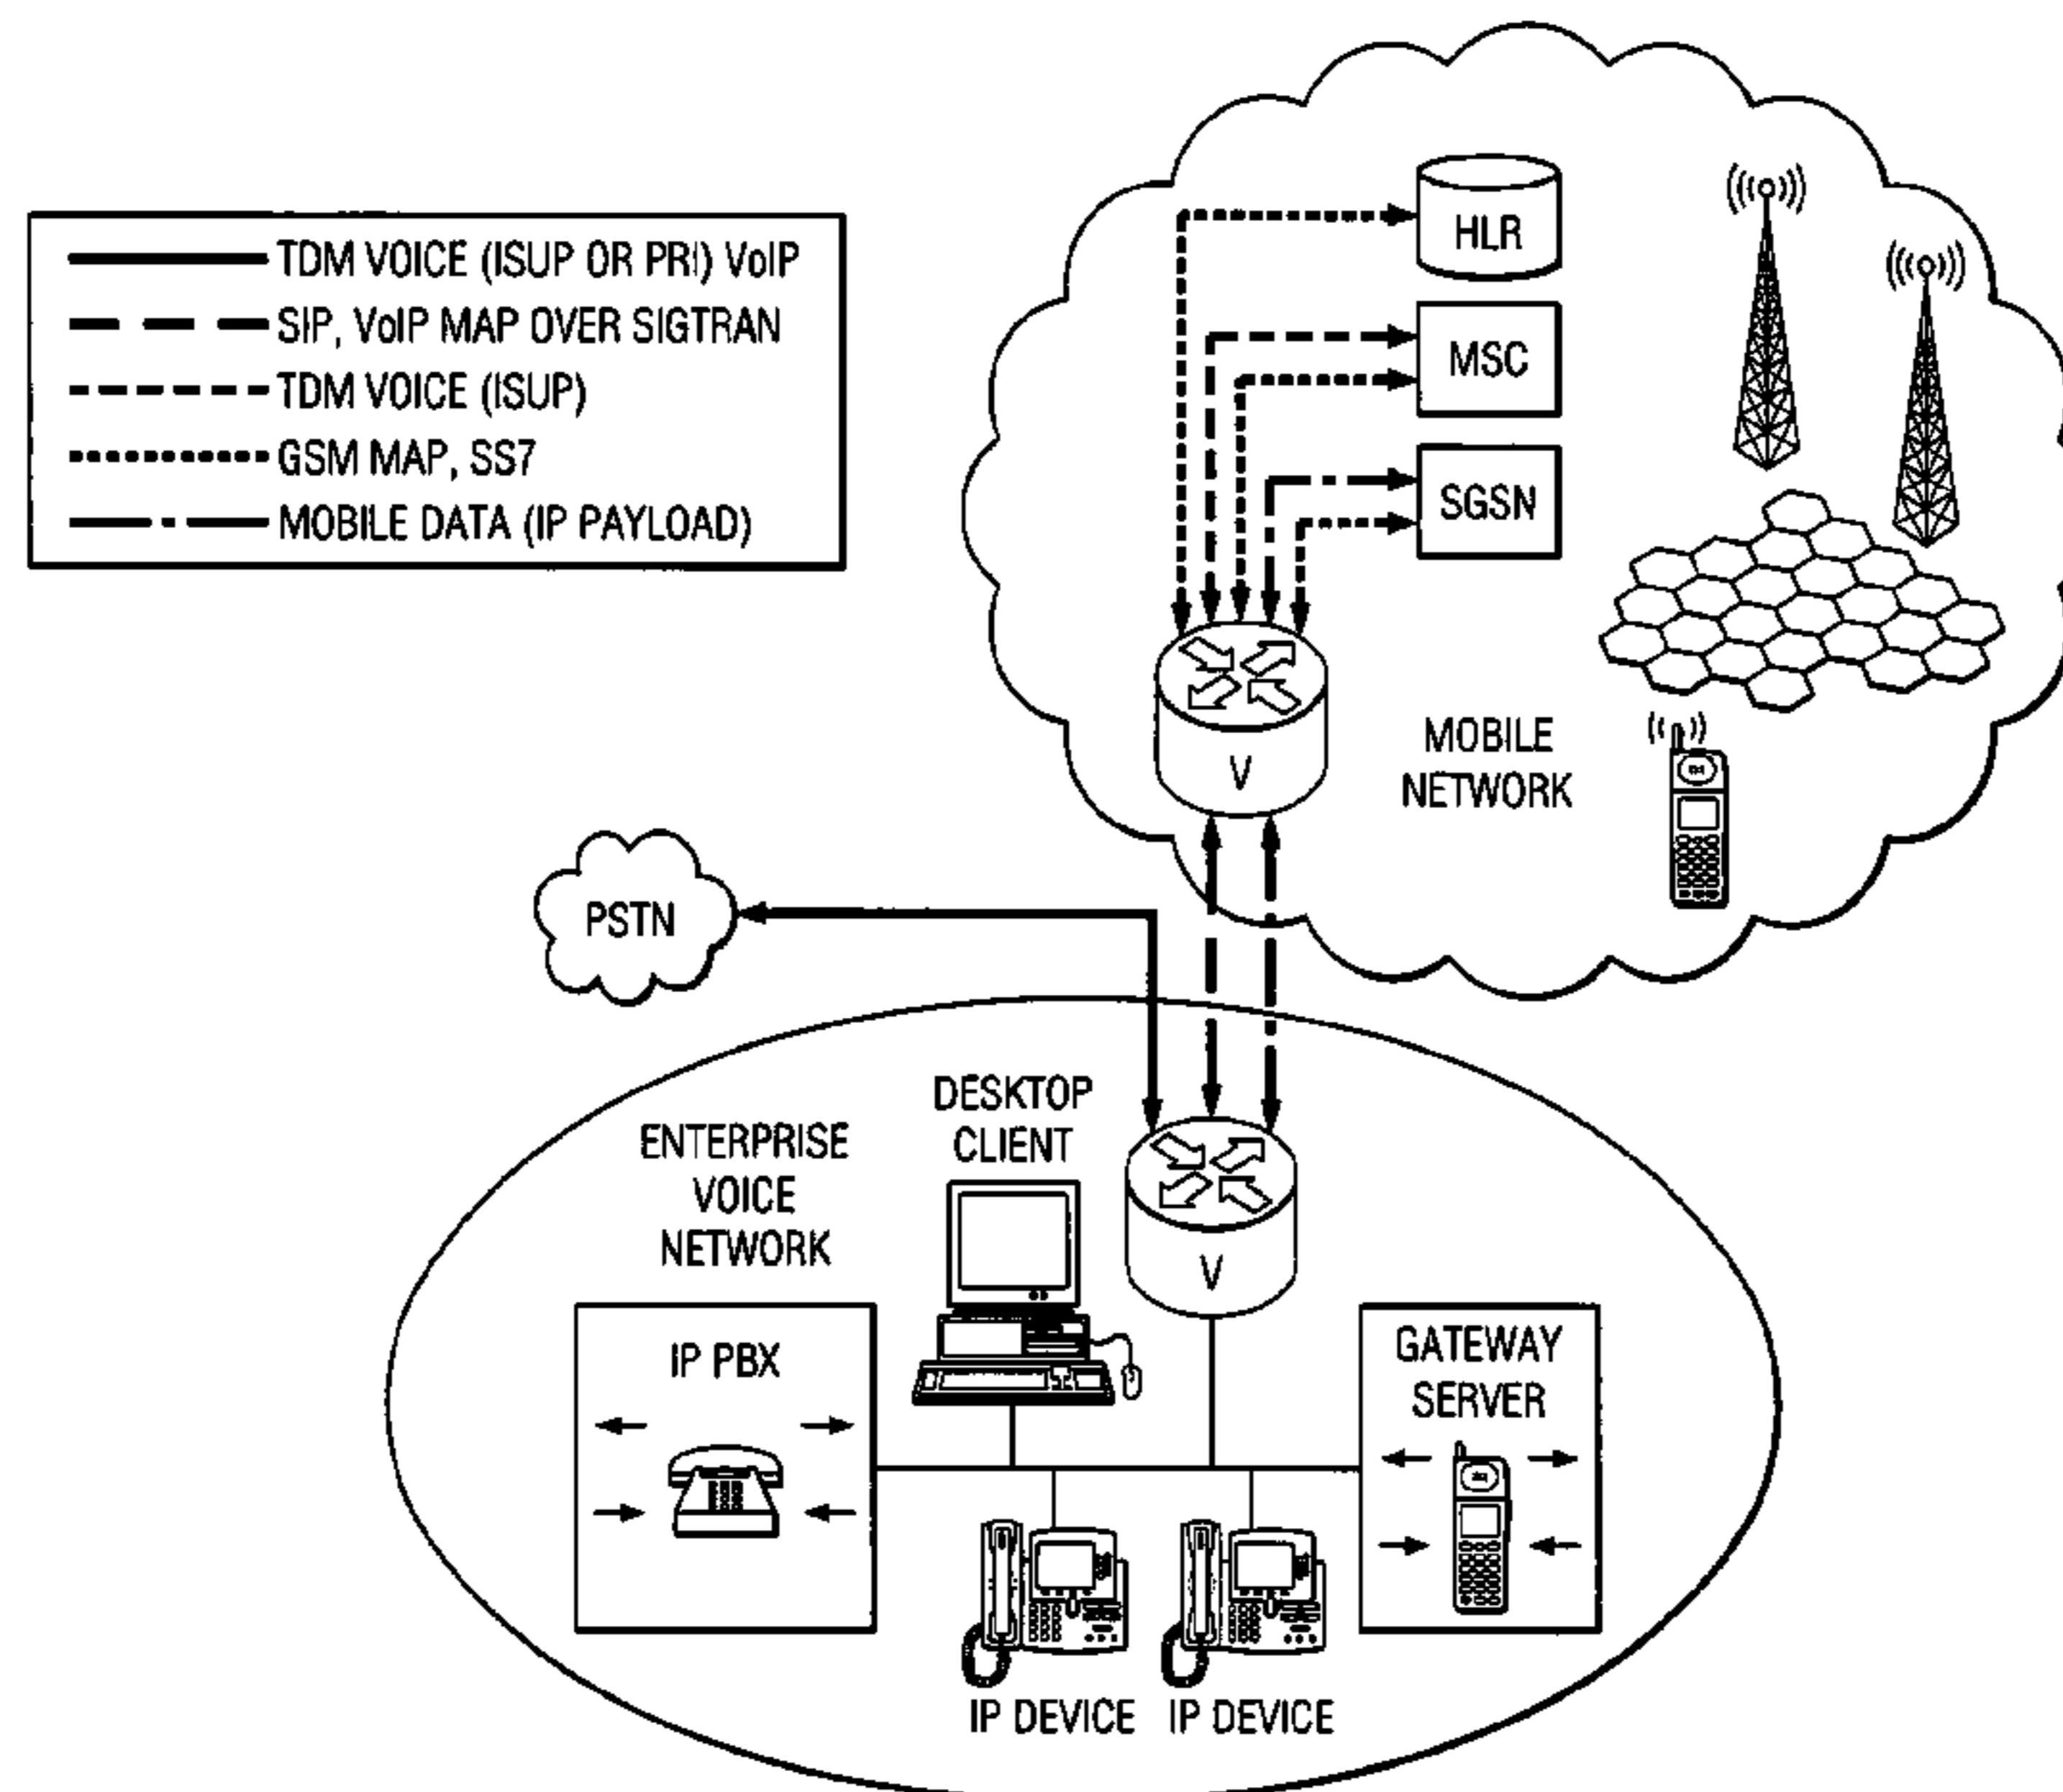 TDM VOICE (ISUP OR PRI) VoIP
SIP, VoIP MAP OVER SIGTRAN
TDM VOICE (ISUP)
GSM MAP, SS7
MOBILE DATA (IP PAYLOAD)
HLR
MSC
SGSN
V
MOBILE
NETWORK
PSTN
DESKTOP
CLIENT
ENTERPRISE
VOICE
NETWORK
V
IP PBX
GATEWAY
SERVER
IP DEVICE
IP DEVICE